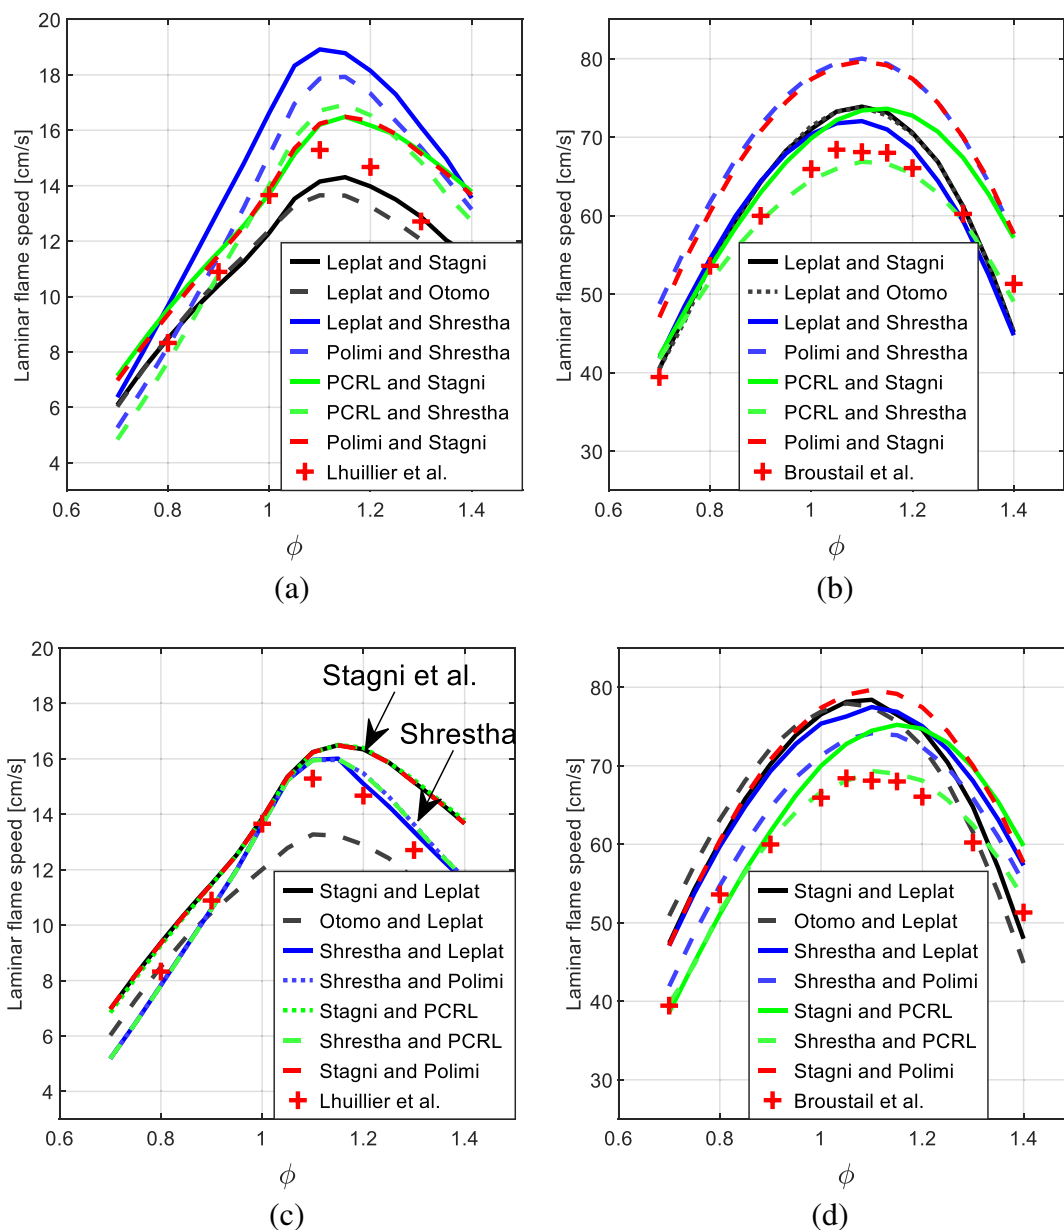 20
18
16
14
12
10
8
6
4
Laminar flame speed [cm/s]
Leplat and Stagni
Leplat and Otomo
Leplat and Shrestha
Polimi and Shrestha
PCRL and Stagni
PCRL and Shrestha
Polimi and Stagni
Lhuillier et al.
0.6 0.8 1 1.2 1.4
ϕ
(a)
80
70
60
50
40
30
Laminar flame speed [cm/s]
Leplat and Stagni
Leplat and Otomo
Leplat and Shrestha
Polimi and Shrestha
PCRL and Stagni
PCRL and Shrestha
Polimi and Stagni
Broustail et al.
0.6 0.8 1 1.2 1.4
ϕ
(b)
20
18
16
14
12
10
8
6
4
Laminar flame speed [cm/s]
Stagni et al.
Shrestha
Stagni and Leplat
Otomo and Leplat
Shrestha and Leplat
Shrestha and Polimi
Stagni and PCRL
Shrestha and PCRL
Stagni and Polimi
Lhuillier et al.
0.6 0.8 1 1.2 1.4
ϕ
(c)
80
70
60
50
40
30
Laminar flame speed [cm/s]
Stagni and Leplat
Otomo and Leplat
Shrestha and Leplat
Shrestha and Polimi
Stagni and PCRL
Shrestha and PCRL
Stagni and Polimi
Broustail et al.
0.6 0.8 1 1.2 1.4
ϕ
(d)